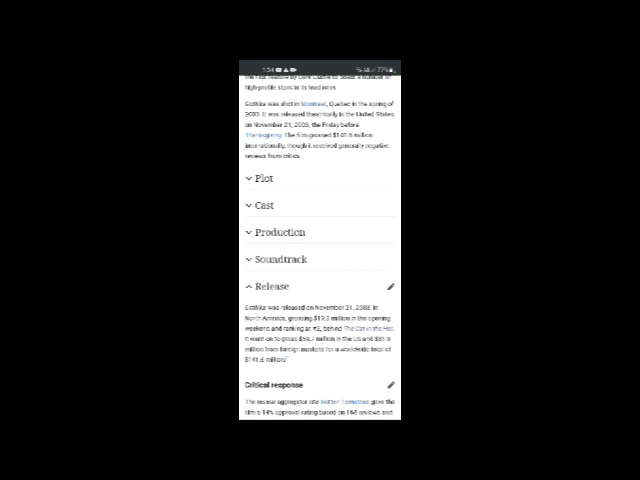 1:54 77%
the first feature by Dark Castle to boast a number of
high-profile stars in its lead roles
Gothika was shot in Montreal, Quebec in the spring of
2003. It was released theatrically in the United States
on November 21, 2003, the Friday before
Thanksgiving. The film grossed $141.6 million
internationally, though it received generally negative
reviews from critics.
Plot
Cast
Production
Soundtrack
Release
Gothika was released on November 21, 2003, in
North America, grossing $19.3 million in the opening
weekend and ranking at #2, behind The Cat in the Hat.
It went on to gross $59.7 million in the US and $81.9
million from foreign markets for a worldwide total of
$141.6 million.
Critical response
The review aggregator site Rotten Tomatoes gave the
film a 14% approval rating based on 168 reviews and